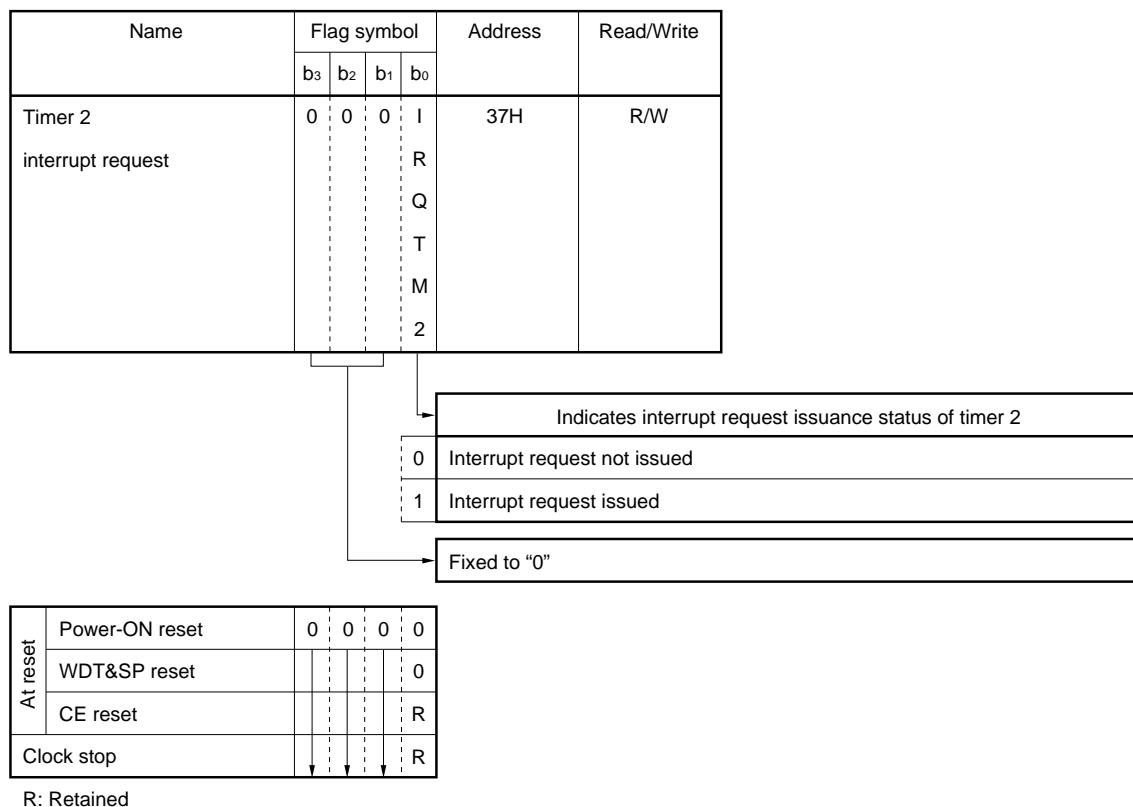 Name Flag symbol Address Read/Write
b3 b2 b1 b0
Timer 2 0 0 0 I 37H R/W
interrupt request R
Q
T
M
2
Indicates interrupt request issuance status of timer 2
0 Interrupt request not issued
1 Interrupt request issued
Fixed to “0”
At reset
Power-ON reset 0 0 0 0
WDT&SP reset 0
CE reset R
Clock stop R
R: Retained